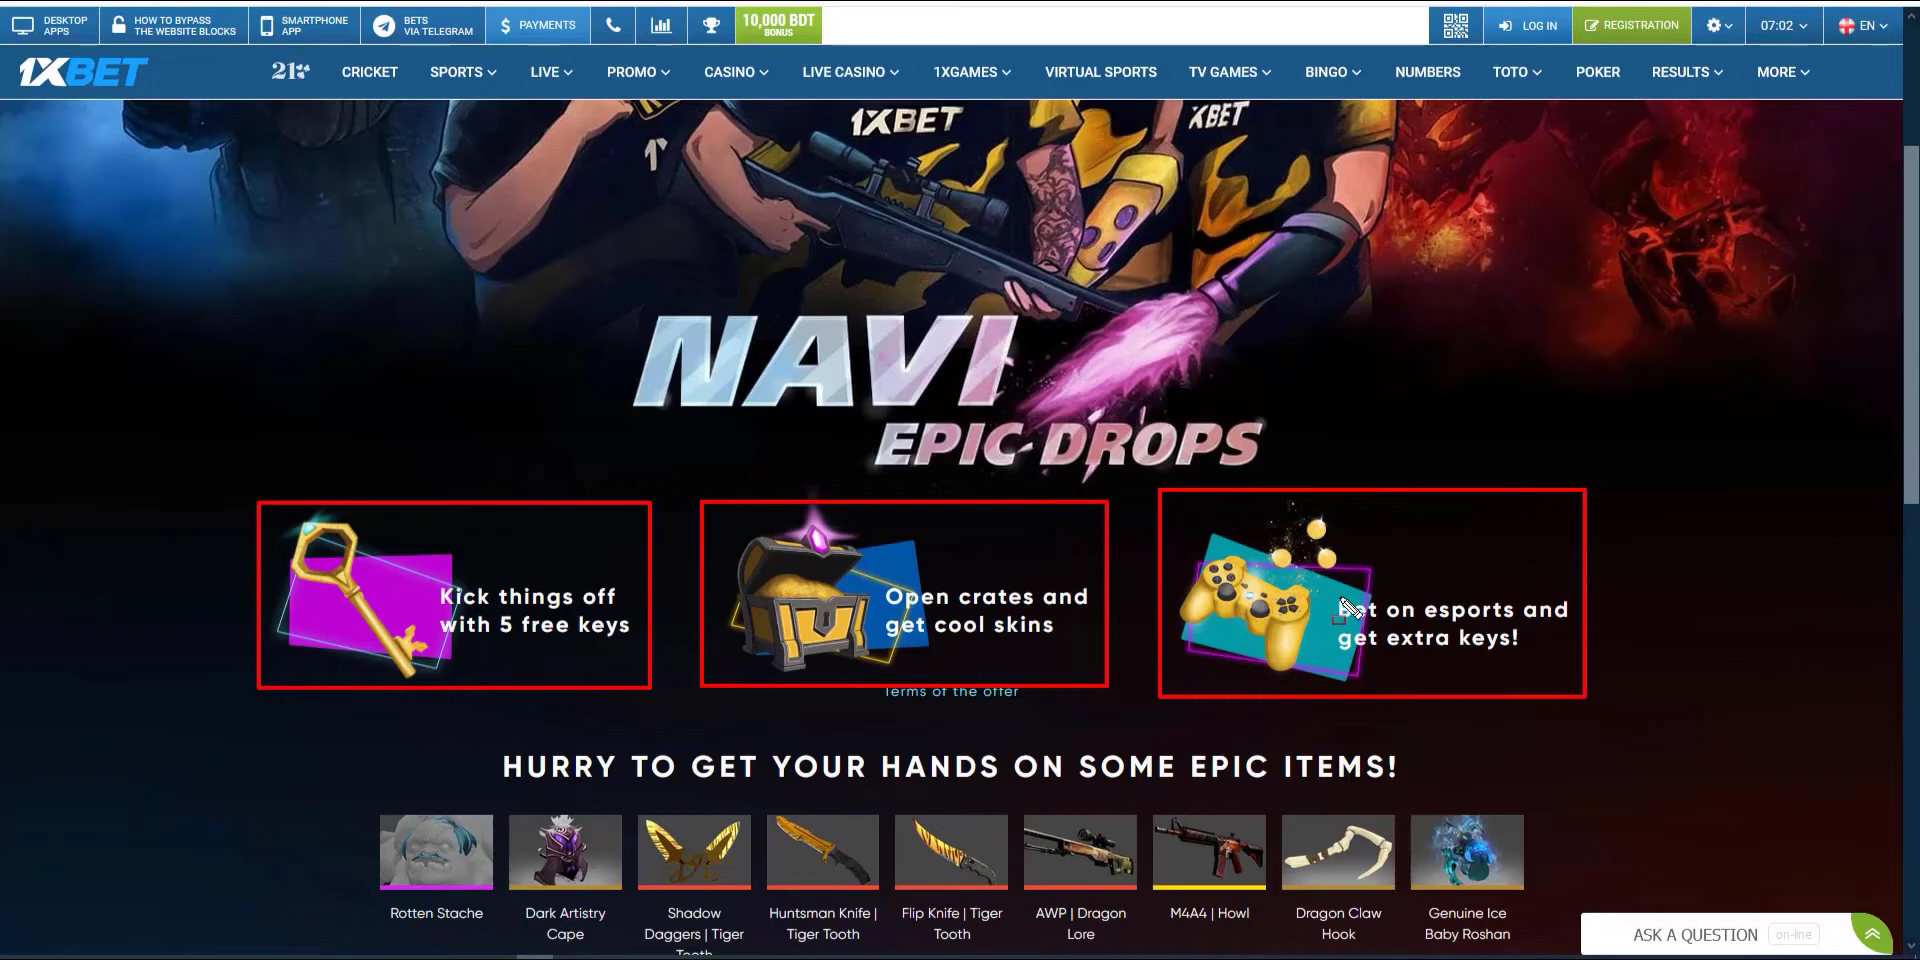 DESKTOP
APPS
HOW TO BYPASS
THE WEBSITE BLOCKS
SMARTPHONE
APP
BETS
VIA TELEGRAM
PAYMENTS
10,000 BDT
BONUS
LOG IN
REGISTRATION
07:02
EN
1XBET
21
CRICKET
SPORTS
LIVE
PROMO
CASINO
LIVE CASINO
1XGAMES
VIRTUAL SPORTS
TV GAMES
BINGO
NUMBERS
TOTO
POKER
RESULTS
MORE
1XBET
XBET
NAVI
EPIC DROPS
Kick things off
with 5 free keys
Open crates and
get cool skins
Bet on esports and
get extra keys!
Terms of the offer
HURRY TO GET YOUR HANDS ON SOME EPIC ITEMS!
Rotten Stache
Dark Artistry
Cape
Shadow
Daggers | Tiger
Tooth
Huntsman Knife |
Tiger Tooth
Flip Knife | Tiger
Tooth
AWP | Dragon
Lore
M4A4 | Howl
Dragon Claw
Hook
Genuine Ice
Baby Roshan
ASK A QUESTION
on-line